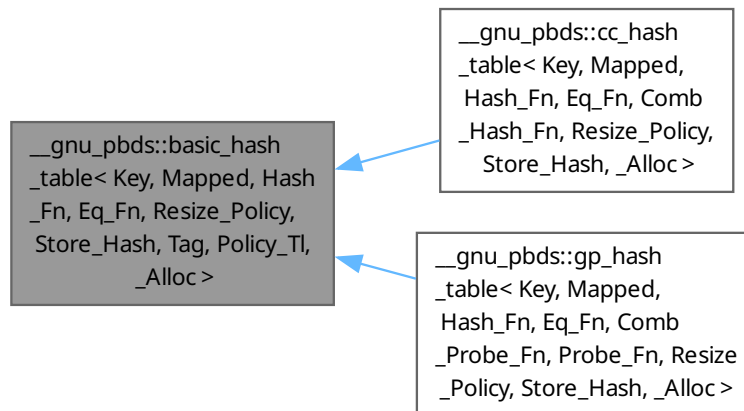 __gnu_pbds::basic_hash
_table< Key, Mapped, Hash
_Fn, Eq_Fn, Resize_Policy,
Store_Hash, Tag, Policy_Tl,
_Alloc >
__gnu_pbds::cc_hash
_table< Key, Mapped,
Hash_Fn, Eq_Fn, Comb
_Hash_Fn, Resize_Policy,
Store_Hash, _Alloc >
__gnu_pbds::gp_hash
_table< Key, Mapped,
Hash_Fn, Eq_Fn, Comb
_Probe_Fn, Probe_Fn, Resize
_Policy, Store_Hash, _Alloc >